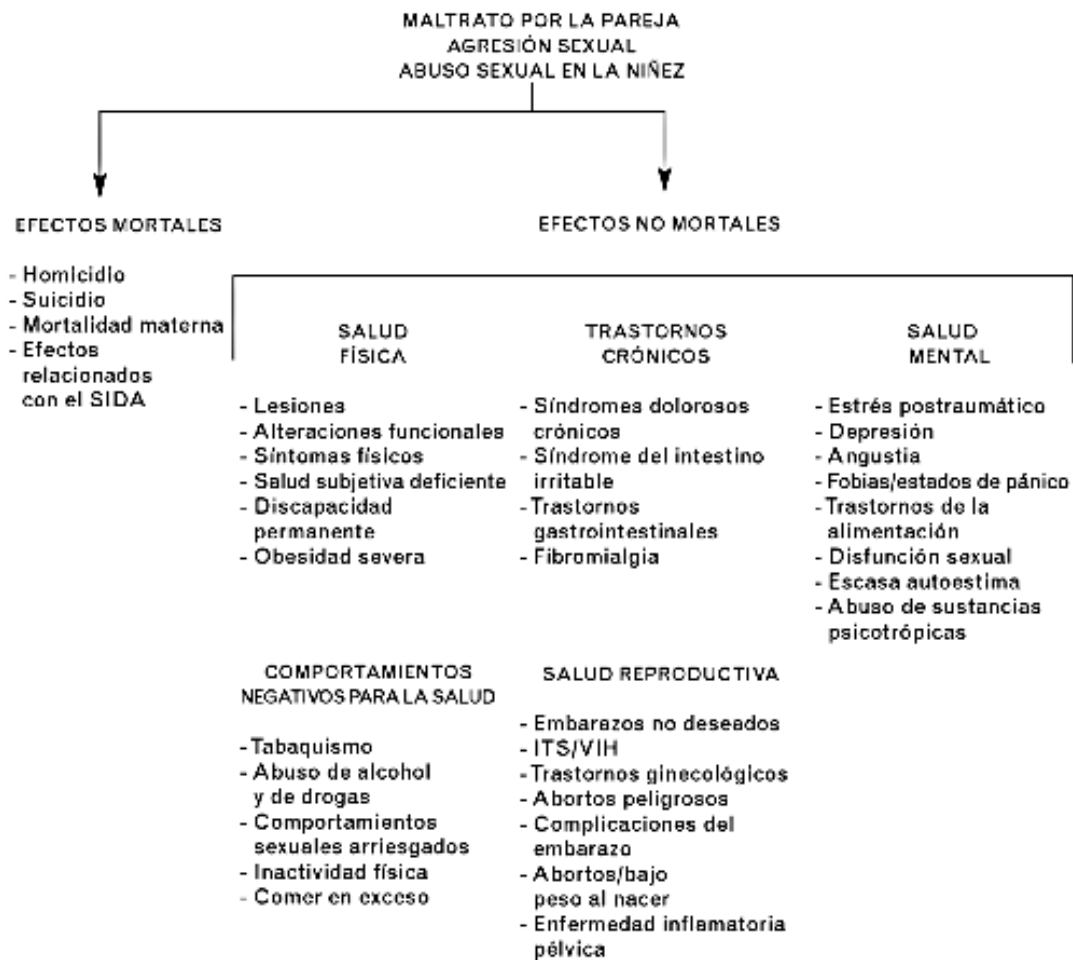 MALTRATO POR LA PAREJA
AGRESIÓN SEXUAL
ABUSO SEXUAL EN LA NIÑEZ
EFECTOS MORTALES
- Homicidio
- Suicidio
- Mortalidad materna
- Efectos
relacionados
con el SIDA
EFECTOS NO MORTALES
SALUD
FÍSICA
- Lesiones
- Alteraciones funcionales
- Síntomas físicos
- Salud subjetiva deficiente
- Discapacidad
permanente
- Obesidad severa
TRASTORNOS
CRÓNICOS
- Síndromes dolorosos
crónicos
- Síndrome del intestino
irritable
- Trastornos
gastrointestinales
- Fibromialgia
SALUD
MENTAL
- Estrés postraumático
- Depresión
- Angustia
- Fobias/estados de pánico
- Trastornos de la
alimentación
- Disfunción sexual
- Escasa autoestima
- Abuso de sustancias
psicotrópicas
COMPORTAMIENTOS
NEGATIVOS PARA LA SALUD
- Tabaquismo
- Abuso de alcohol
y de drogas
- Comportamientos
sexuales arriesgados
- Inactividad física
- Comer en exceso
SALUD REPRODUCTIVA
- Embarazos no deseados
- ITS/VIH
- Trastornos ginecológicos
- Abortos peligrosos
- Complicaciones del
embarazo
- Abortos/bajo
peso al nacer
- Enfermedad inflamatoria
pélvica